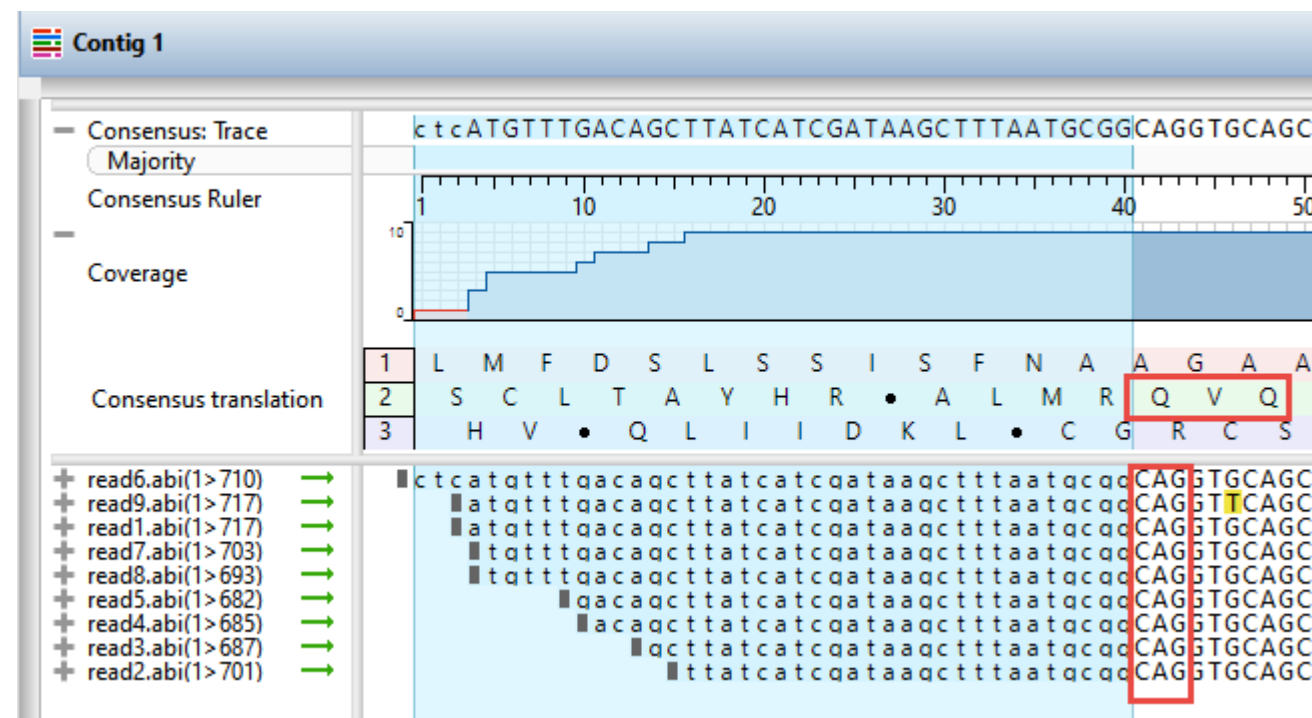 Contig 1
Consensus: Trace ctcATGTTTGACAGCTTATCATCGATAAGCTTTAATGCGGCAGGTGCAGC
Majority
Consensus Ruler 1 10 20 30 40 50
10
Coverage
0
1 L M F D S L S S I S F N A A G A A
Consensus translation 2 S C L T A Y H R • A L M R Q V Q
3 H V • Q L I I D K L • C G R C S
read6.abi(1>710) ctcatgtttgacagcttatcatcgataagctttaatgcggCAGGTGCAGC
read9.abi(1>717) atgtttgacagcttatcatcgataagctttaatgcggCAGGTTCAGC
read1.abi(1>717) atgtttgacagcttatcatcgataagctttaatgcggCAGGTGCAGC
read7.abi(1>703) tgtttgacagcttatcatcgataagctttaatgcggCAGGTGCAGC
read8.abi(1>693) tgtttgacagcttatcatcgataagctttaatgcggCAGGTGCAGC
read5.abi(1>682) gacagcttatcatcgataagctttaatgcggCAGGTGCAGC
read4.abi(1>685) acagcttatcatcgataagctttaatgcggCAGGTGCAGC
read3.abi(1>687) gcttatcatcgataagctttaatgcggCAGGTGCAGC
read2.abi(1>701) ttatcatcgataagctttaatgcggCAGGTGCAGC